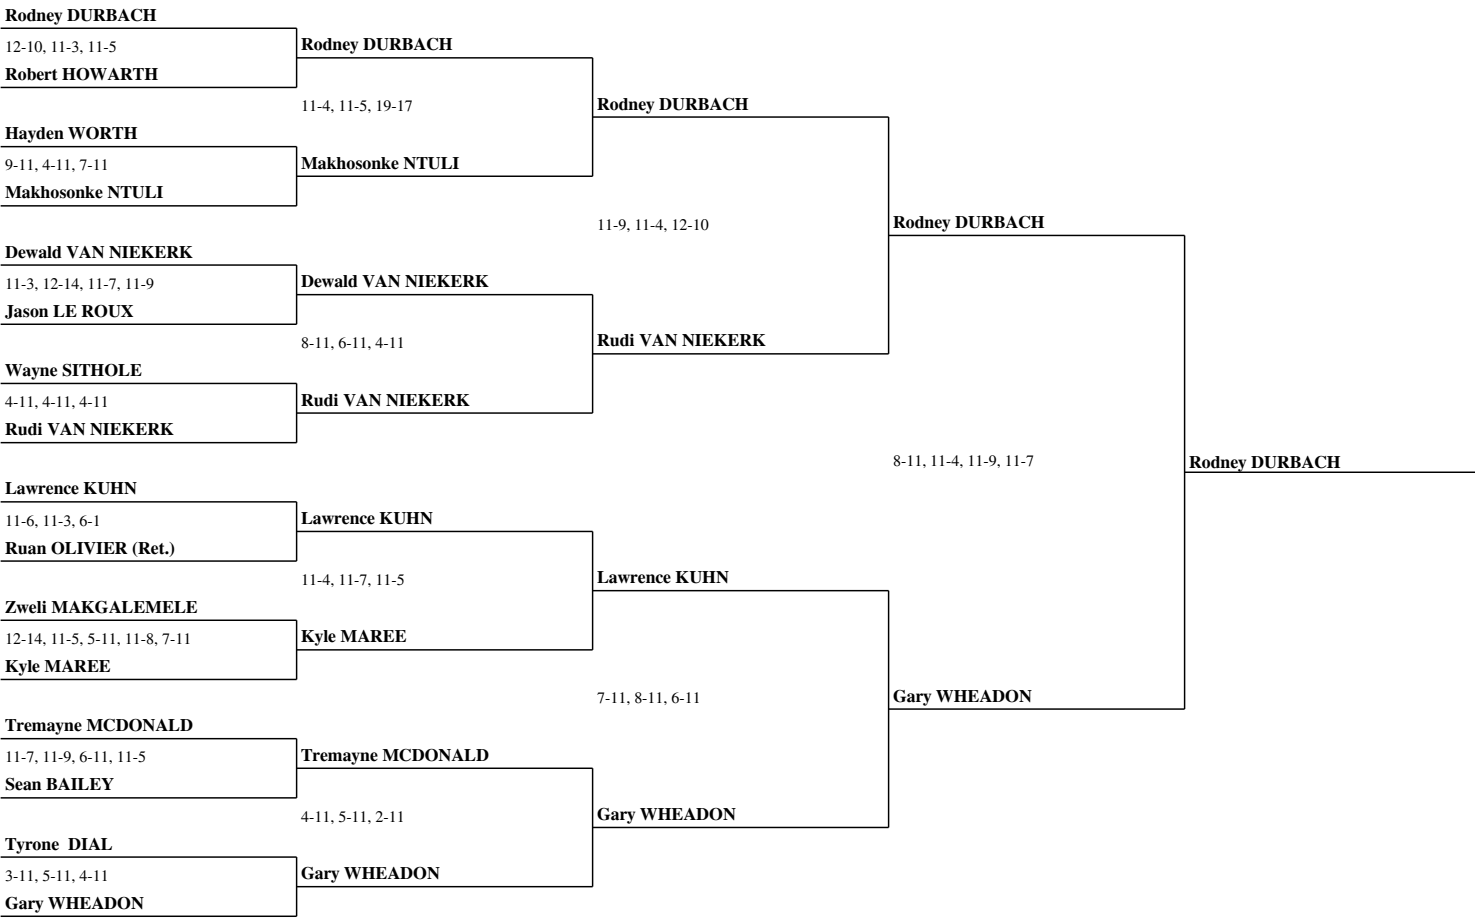 Rodney DURBACH
12-10, 11-3, 11-5
Robert HOWARTH
Hayden WORTH
9-11, 4-11, 7-11
Makhosonke NTULI
Dewald VAN NIEKERK
11-3, 12-14, 11-7, 11-9
Jason LE ROUX
Wayne SITHOLE
4-11, 4-11, 4-11
Rudi VAN NIEKERK
Lawrence KUHN
11-6, 11-3, 6-1
Ruan OLIVIER (Ret.)
Zweli MAKGALEMELE
12-14, 11-5, 5-11, 11-8, 7-11
Kyle MAREE
Tremayne MCDONALD
11-7, 11-9, 6-11, 11-5
Sean BAILEY
Tyrone  DIAL
3-11, 5-11, 4-11
Gary WHEADON
Rodney DURBACH
11-4, 11-5, 19-17
Makhosonke NTULI
Dewald VAN NIEKERK
8-11, 6-11, 4-11
Rudi VAN NIEKERK
Lawrence KUHN
11-4, 11-7, 11-5
Kyle MAREE
Tremayne MCDONALD
4-11, 5-11, 2-11
Gary WHEADON
Rodney DURBACH
11-9, 11-4, 12-10
Rudi VAN NIEKERK
Lawrence KUHN
7-11, 8-11, 6-11
Gary WHEADON
Rodney DURBACH
8-11, 11-4, 11-9, 11-7
Gary WHEADON
Rodney DURBACH